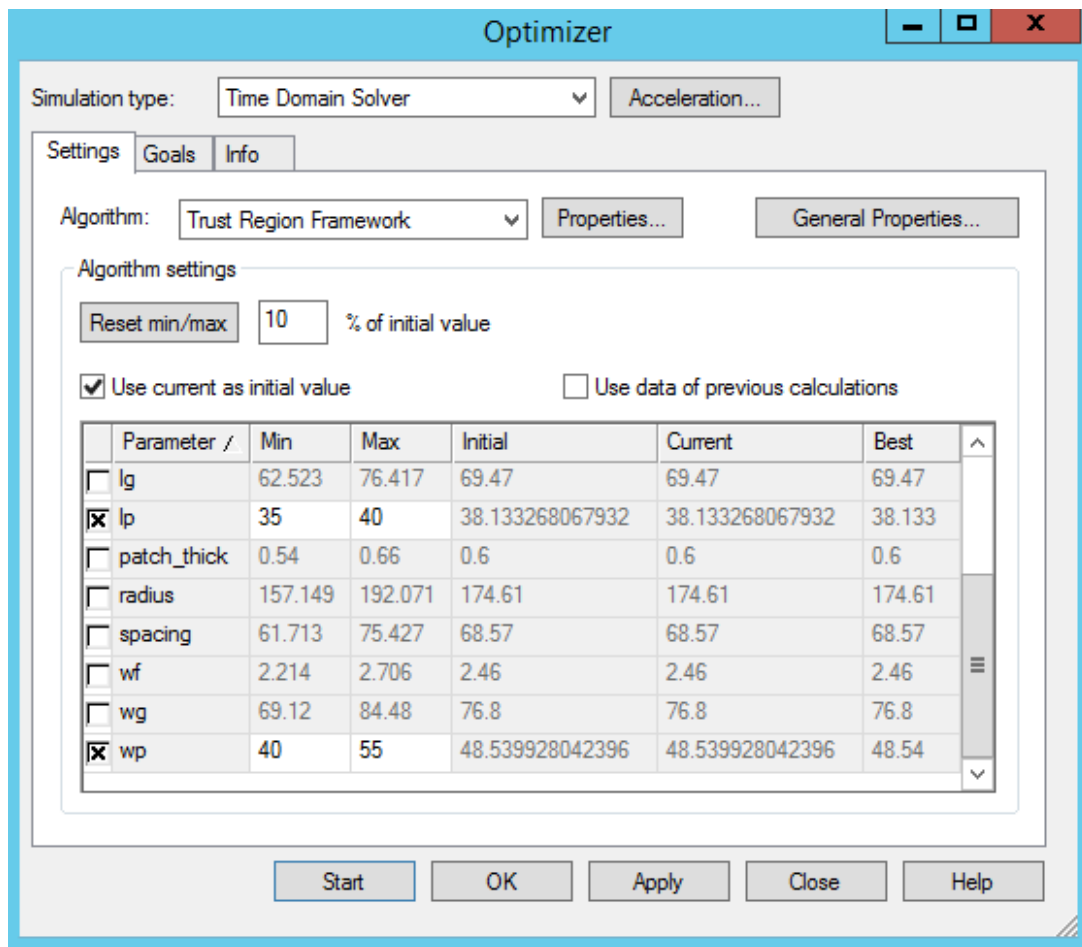 Optimizer
Simulation type: Time Domain Solver Acceleration...
Settings Goals Info
Algorithm: Trust Region Framework Properties... General Properties...
Algorithm settings
Reset min/max 10 % of initial value
Use current as initial value Use data of previous calculations
Parameter / Min Max Initial Current Best
lg 62.523 76.417 69.47 69.47 69.47
lp 35 40 38.133268067932 38.133268067932 38.133
patch_thick 0.54 0.66 0.6 0.6 0.6
radius 157.149 192.071 174.61 174.61 174.61
spacing 61.713 75.427 68.57 68.57 68.57
wf 2.214 2.706 2.46 2.46 2.46
wg 69.12 84.48 76.8 76.8 76.8
wp 40 55 48.539928042396 48.539928042396 48.54
Start OK Apply Close Help